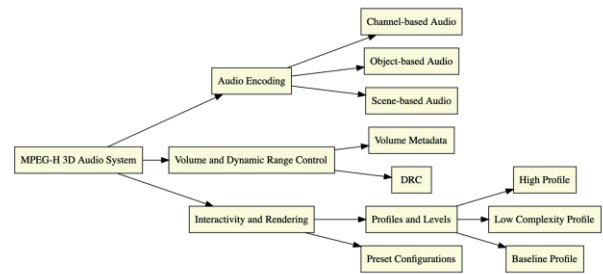 Channel-based Audio
Object-based Audio
Audio Encoding
Scene-based Audio
Volume Metadata
MPEG-H 3D Audio System
Volume and Dynamic Range Control
DRC
High Profile
Interactivity and Rendering
Profiles and Levels
Low Complexity Profile
Preset Configurations
Baseline Profile